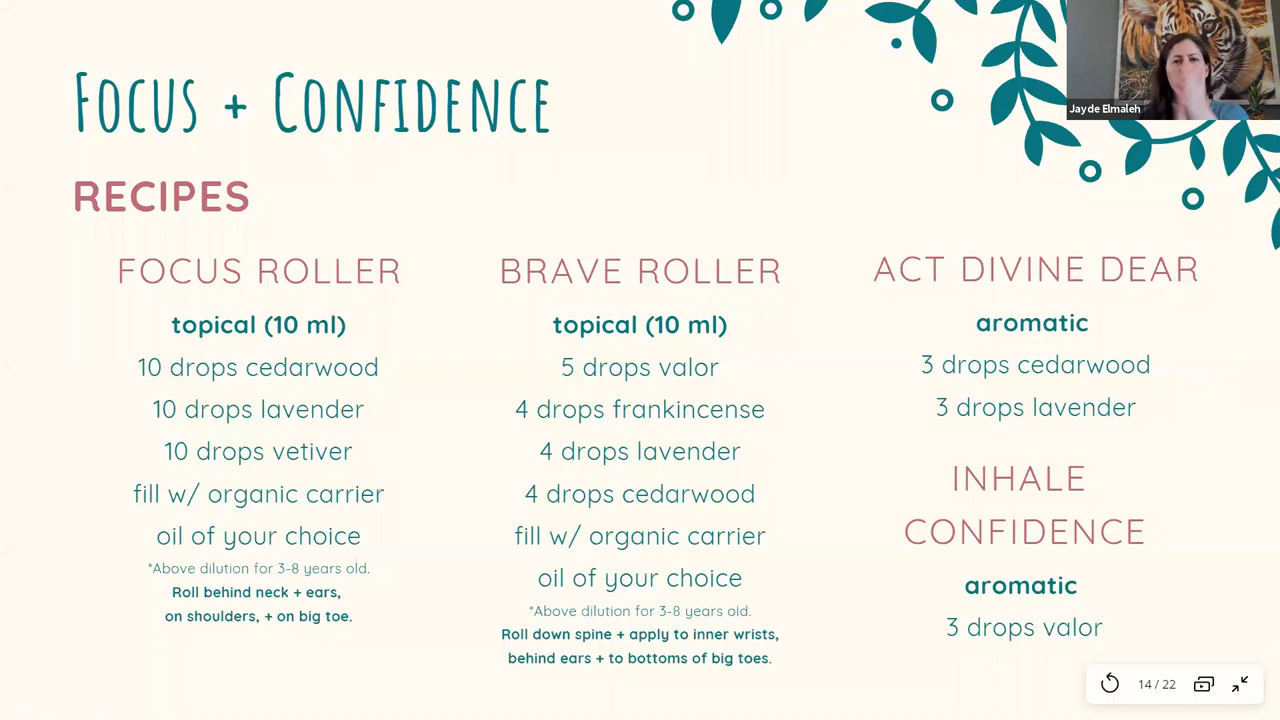 Focus + Confidence
Jayde Elmaleh
RECIPES
FOCUS ROLLER
topical (10 ml)
10 drops cedarwood
10 drops lavender
10 drops vetiver
fill w/ organic carrier
oil of your choice
*Above dilution for 3-8 years old.
Roll behind neck + ears,
on shoulders, + on big toe.
BRAVE ROLLER
topical (10 ml)
5 drops valor
4 drops frankincense
4 drops lavender
4 drops cedarwood
fill w/ organic carrier
oil of your choice
*Above dilution for 3-8 years old.
Roll down spine + apply to inner wrists,
behind ears + to bottoms of big toes.
ACT DIVINE DEAR
aromatic
3 drops cedarwood
3 drops lavender
INHALE
CONFIDENCE
aromatic
3 drops valor
14 / 22